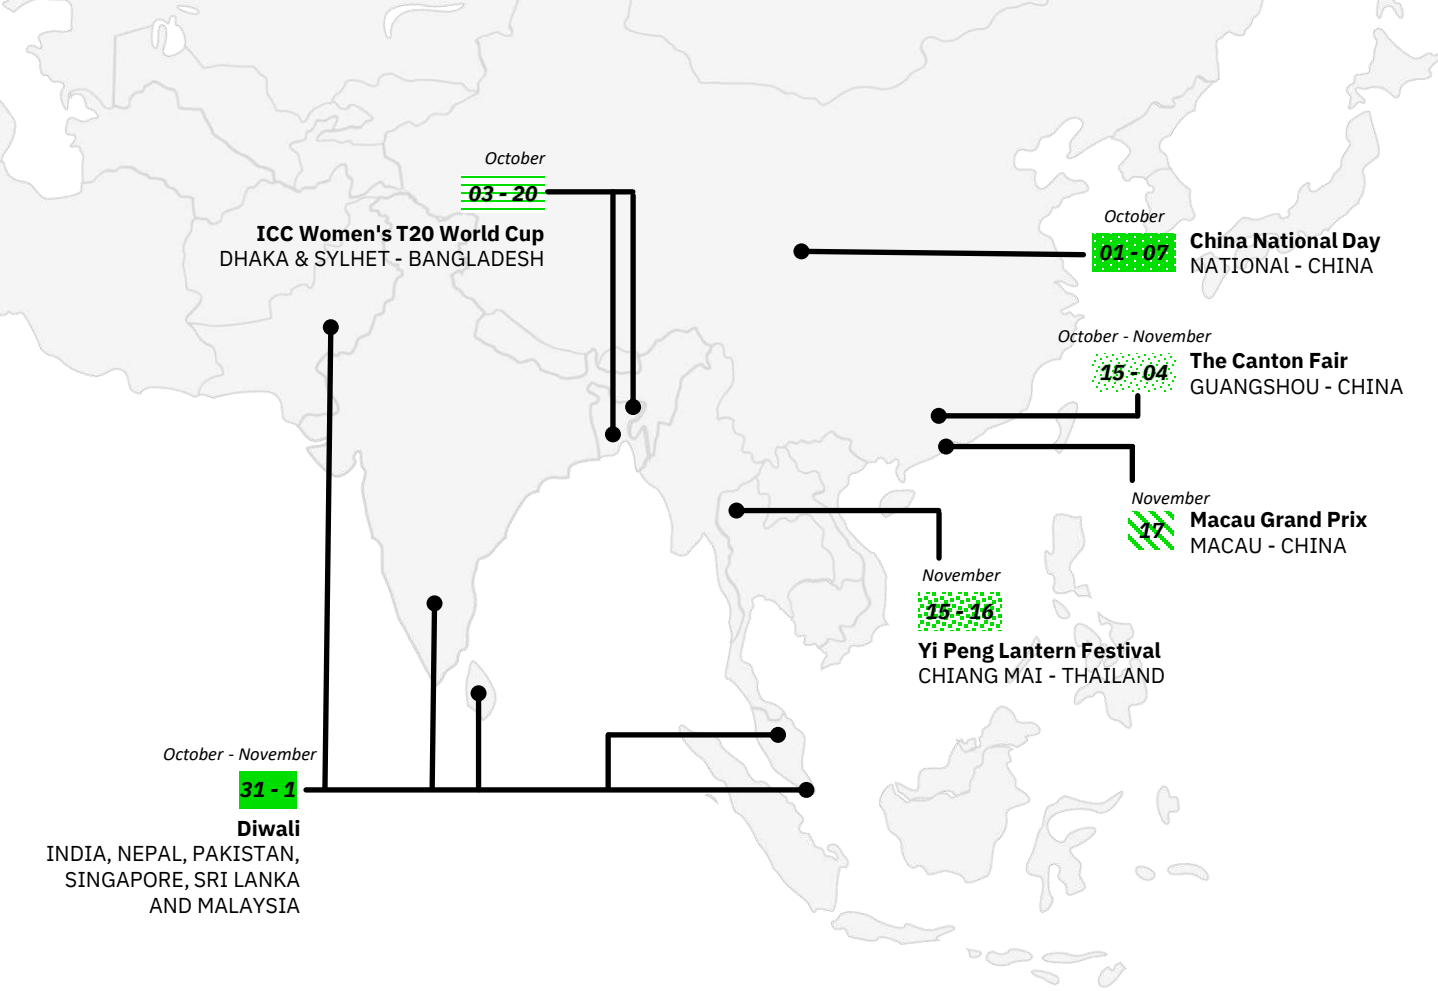 October
03 - 20
ICC Women's T20 World Cup
DHAKA & SYLHET - BANGLADESH
October
01 - 07
China National Day
NATIONAl - CHINA
October - November
15 - 04
The Canton Fair
GUANGSHOU - CHINA
November
17
Macau Grand Prix
MACAU - CHINA
November
15 - 16
Yi Peng Lantern Festival
CHIANG MAI - THAILAND
October - November
31 - 1
Diwali
INDIA, NEPAL, PAKISTAN,
SINGAPORE, SRI LANKA
AND MALAYSIA